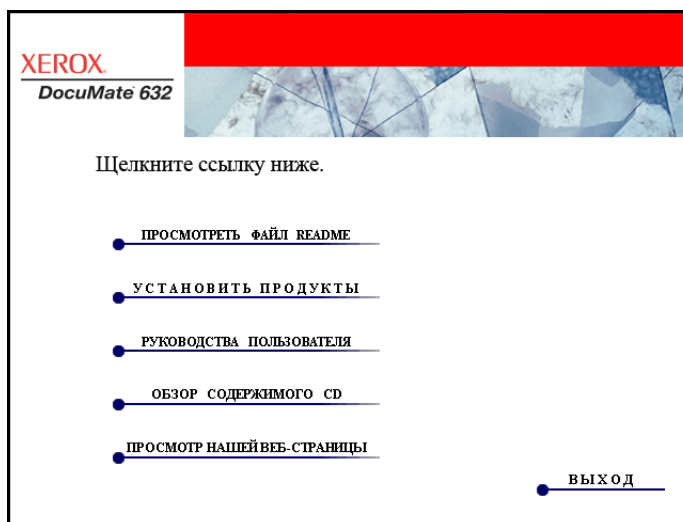 XEROX
DocuMate 632
Щелкните ссылку ниже.
ПРОСМОТРЕТЬ ФАЙЛ README
УСТАНОВИТЬ ПРОДУКТЫ
РУКОВОДСТВА ПОЛЬЗОВАТЕЛЯ
ОБЗОР СОДЕРЖИМОГО CD
ПРОСМОТР НАШЕЙ ВЕБ-СТРАНИЦЫ
ВЫХОД